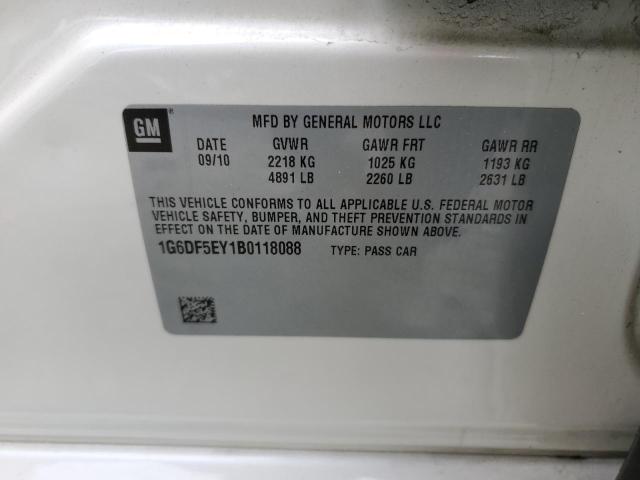 GM
MFD BY GENERAL MOTORS LLC
DATE GVWR GAWR FRT GAWR RR
09/10 2218 KG 1025 KG 1193 KG
4891 LB 2260 LB 2631 LB
THIS VEHICLE CONFORMS TO ALL APPLICABLE U.S. FEDERAL MOTOR
VEHICLE SAFETY, BUMPER, AND THEFT PREVENTION STANDARDS IN
EFFECT ON THE DATE OF MANUFACTURE SHOWN ABOVE.
1G6DF5EY1B0118088 TYPE: PASS CAR